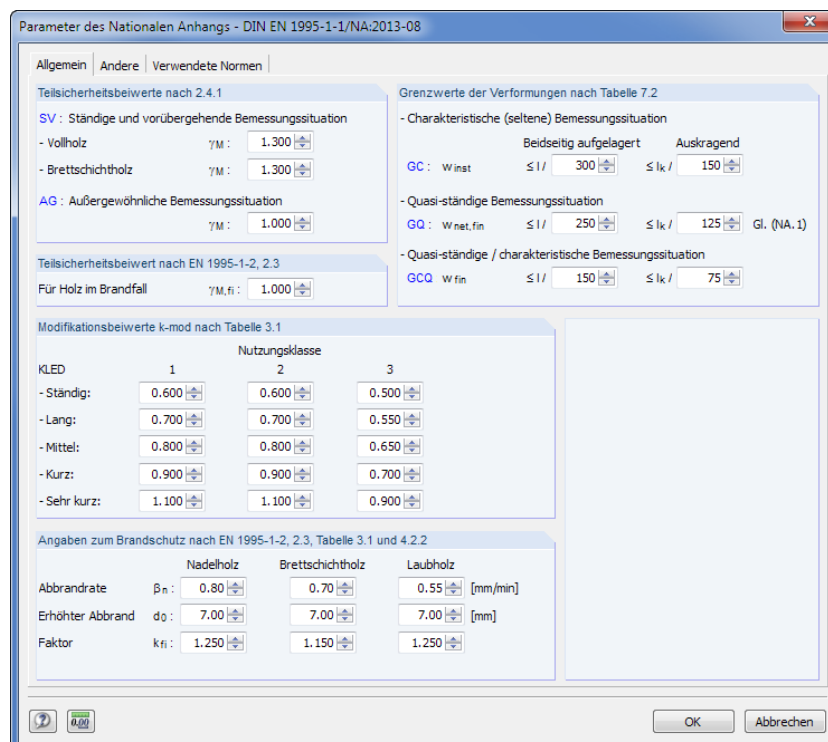 Parameter des Nationalen Anhangs - DIN EN 1995-1-1/NA:2013-08
Allgemein
Andere
Verwendete Normen
Teilsicherheitsbeiwerte nach 2.4.1
SV : Ständige und vorübergehende Bemessungssituation
- Vollholz γM : 1.300
- Brettschichtholz γM : 1.300
AG : Außergewöhnliche Bemessungssituation
γM : 1.000
Teilsicherheitsbeiwert nach EN 1995-1-2, 2.3
Für Holz im Brandfall γM,fi : 1.000
Grenzwerte der Verformungen nach Tabelle 7.2
- Charakteristische (seltene) Bemessungssituation
Beidseitig aufgelagert Auskragend
GC : w inst ≤ l / 300 ≤ lk / 150
- Quasi-ständige Bemessungssituation
GQ : w net,fin ≤ l / 250 ≤ lk / 125 Gl. (NA.1)
- Quasi-ständige / charakteristische Bemessungssituation
GCQ w fin ≤ l / 150 ≤ lk / 75
Modifikationsbeiwerte k-mod nach Tabelle 3.1
Nutzungsklasse
KLED 1 2 3
- Ständig: 0.600 0.600 0.500
- Lang: 0.700 0.700 0.550
- Mittel: 0.800 0.800 0.650
- Kurz: 0.900 0.900 0.700
- Sehr kurz: 1.100 1.100 0.900
Angaben zum Brandschutz nach EN 1995-1-2, 2.3, Tabelle 3.1 und 4.2.2
Nadelholz Brettschichtholz Laubholz
Abbrandrate βn : 0.80 0.70 0.55 [mm/min]
Erhöhter Abbrand d0 : 7.00 7.00 7.00 [mm]
Faktor kfi : 1.250 1.150 1.250
0.00
OK
Abbrechen